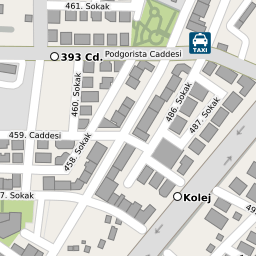 461. Sokak
Podgorista Caddesi
393 Cd.
TAXI
460. Sokak
486. Sokak
487. Sokak
459. Caddesi
458. Sokak
7. Sokak
Kolej